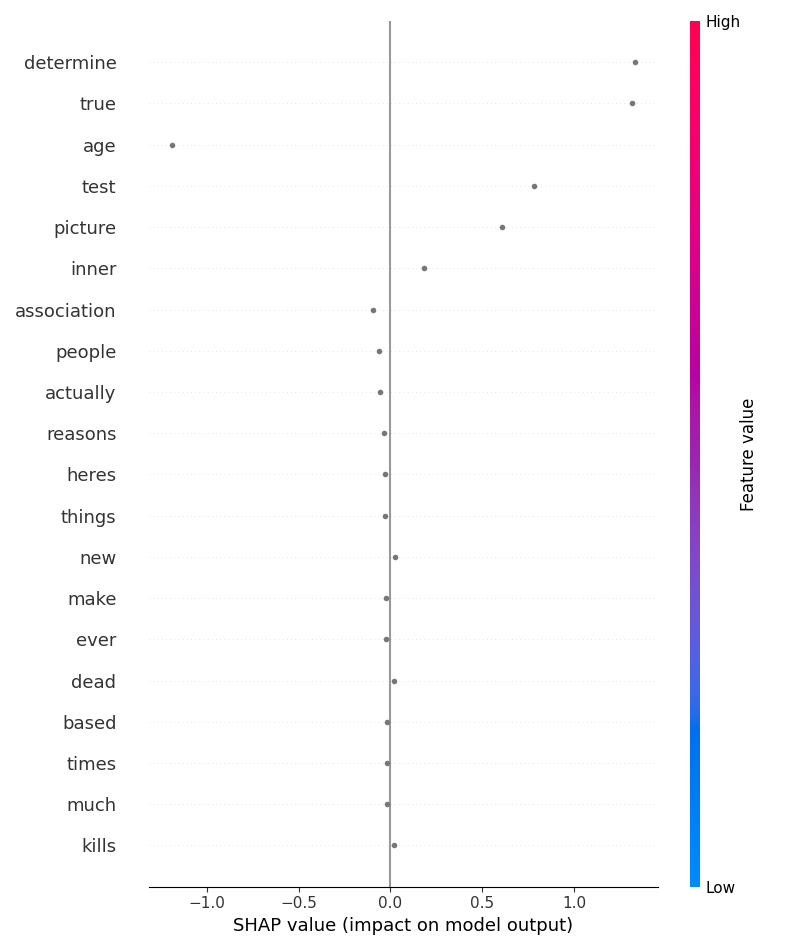 High
determine
true
age
test
picture
inner
association
people
actually
reasons
heres
things
new
make
ever
dead
based
times
much
kills
Feature value
Low
−1.0 −0.5 0.0 0.5 1.0
SHAP value (impact on model output)